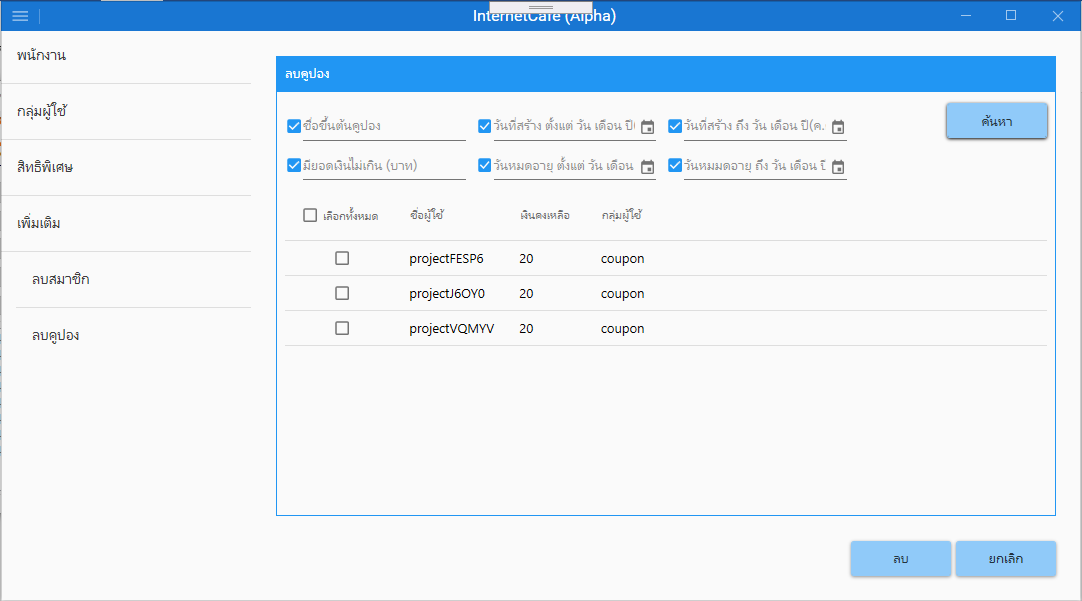 InternetCafe (Alpha)
พนักงาน
กลุ่มผู้ใช้
สิทธิพิเศษ
เพิ่มเติม
ลบสมาชิก
ลบคูปอง
ลบคูปอง
ชื่อขึ้นต้นคูปอง วันที่สร้าง ตั้งแต่ วัน เดือน ปี( วันที่สร้าง ถึง วัน เดือน ปี(ค. ค้นหา
มียอดเงินไม่เกิน (บาท) วันหมดอายุ ตั้งแต่ วัน เดือน วันหมมดอายุ ถึง วัน เดือน ปี
เลือกทั้งหมด ชื่อผู้ใช้ เงินคงเหลือ กลุ่มผู้ใช้
projectFESP6 20 coupon
projectJ6OY0 20 coupon
projectVQMYV 20 coupon
ลบ ยกเลิก